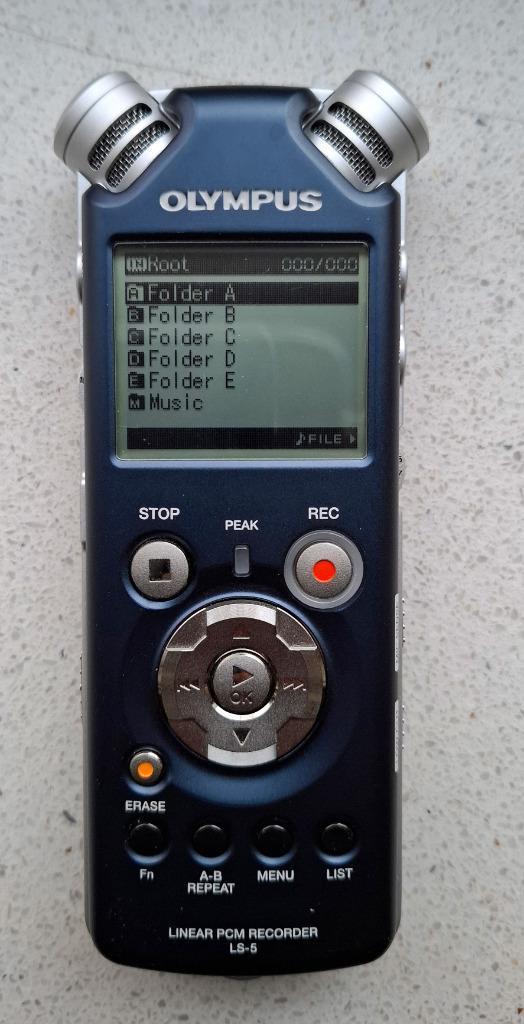 OLYMPUS
IN Root 000/000
A Folder A
B Folder B
C Folder C
D Folder D
E Folder E
M Music
FILE
STOP PEAK REC
OK
ERASE
Fn A-B REPEAT MENU LIST
LINEAR PCM RECORDER
LS-5